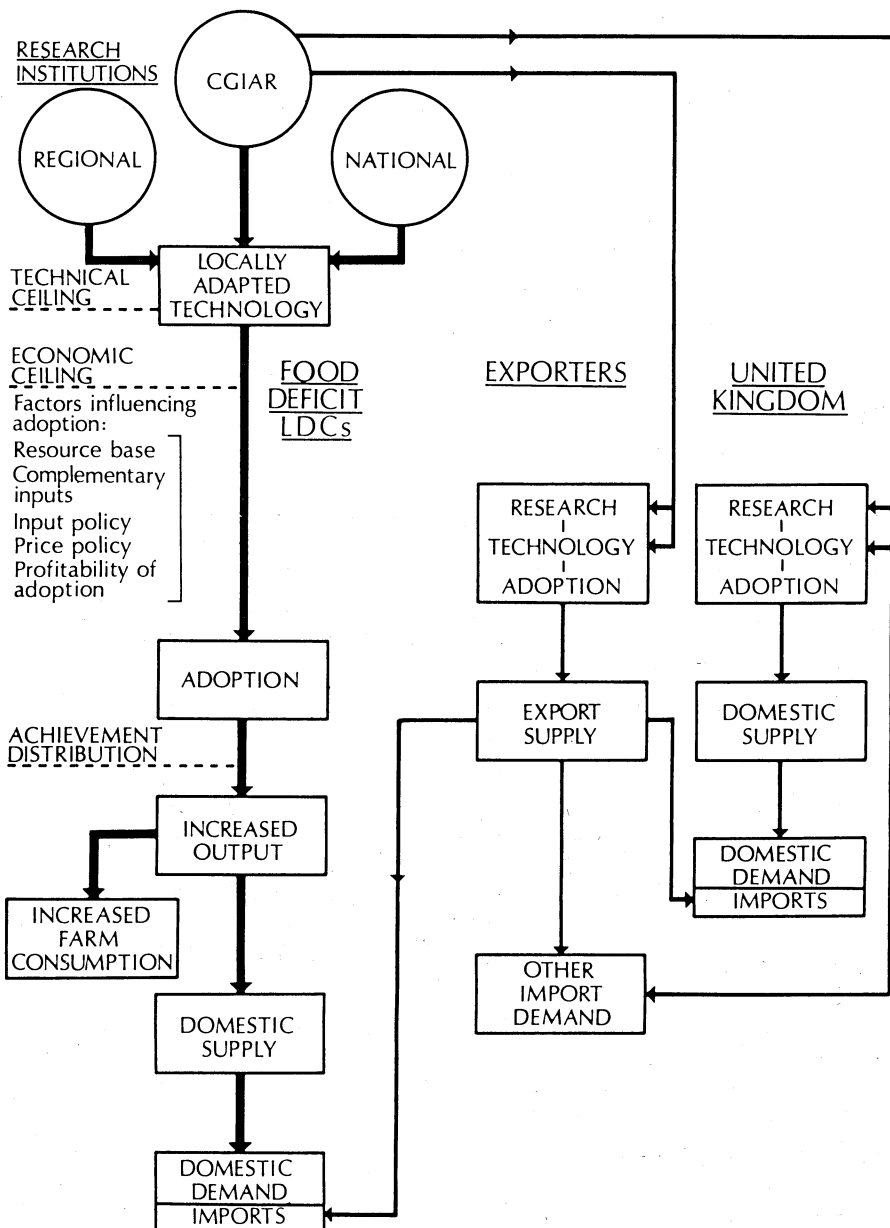 RESEARCH
INSTITUTIONS
CGIAR
REGIONAL
NATIONAL
LOCALLY
ADAPTED
TECHNOLOGY
TECHNICAL
CEILING
ECONOMIC
CEILING
Factors influencing
adoption:
Resource base
Complementary
inputs
Input policy
Price policy
Profitability of
adoption
FOOD
DEFICIT
LDCs
ADOPTION
ACHIEVEMENT
DISTRIBUTION
INCREASED
OUTPUT
INCREASED
FARM
CONSUMPTION
DOMESTIC
SUPPLY
DOMESTIC
DEMAND
IMPORTS
EXPORTERS
RESEARCH
TECHNOLOGY
ADOPTION
EXPORT
SUPPLY
OTHER
IMPORT
DEMAND
UNITED
KINGDOM
RESEARCH
TECHNOLOGY
ADOPTION
DOMESTIC
SUPPLY
DOMESTIC
DEMAND
IMPORTS